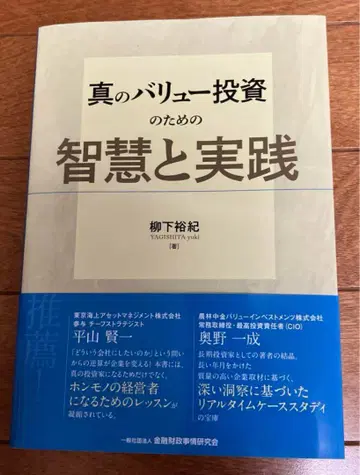 真のバリュー投資
のための
智慧と実践
柳下裕紀
YAGISHITA yuki
[著]
推薦
東京海上アセットマネジメント株式会社
参与 チーフストラテジスト
平山 賢一
「どういう会社にしたいのか」という問い
からの逆算が企業を変える！本書には、
真の投資家になるためだけでなく、
ホンモノの経営者
になるためのレッスンが
凝縮されている。
農林中金バリューインベストメンツ株式会社
常務取締役・最高投資責任者（CIO）
奥野 一成
長期投資家としての著者の結晶。
長い年月をかけた
質量の高い企業取材に基づく、
深い洞察に基づいた
リアルタイムケーススタディ
の宝庫
一般社団法人 金融財政事情研究会